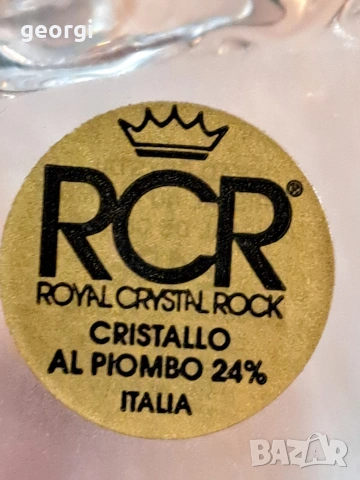 georgi
RCR®
ROYAL CRYSTAL ROCK
CRISTALLO
AL PIOMBO 24%
ITALIA
BAZAR